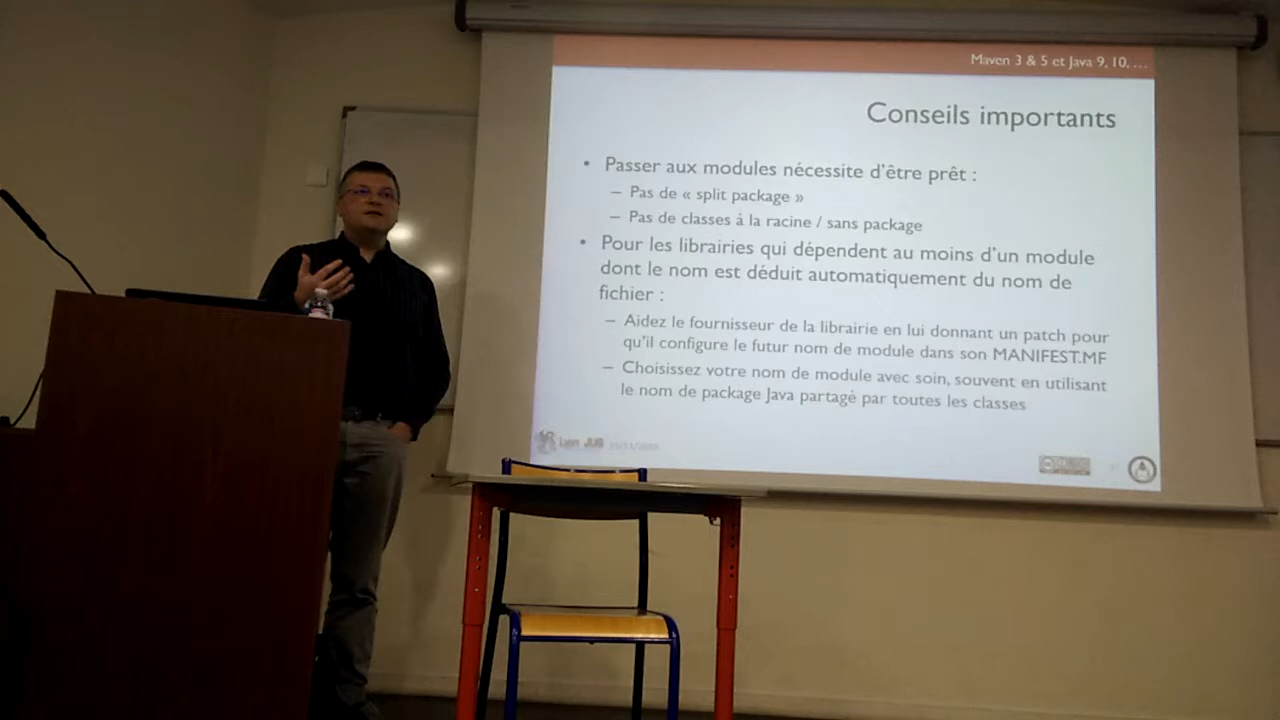 Maven 3 & 5 et Java 9, 10, …
Conseils importants
• Passer aux modules nécessite d'être prêt :
– Pas de « split package »
– Pas de classes à la racine / sans package
• Pour les librairies qui dépendent au moins d'un module
dont le nom est déduit automatiquement du nom de
fichier :
– Aidez le fournisseur de la librairie en lui donnant un patch pour
qu'il configure le futur nom de module dans son MANIFEST.MF
– Choisissez votre nom de module avec soin, souvent en utilisant
le nom de package Java partagé par toutes les classes
Lyon JUG